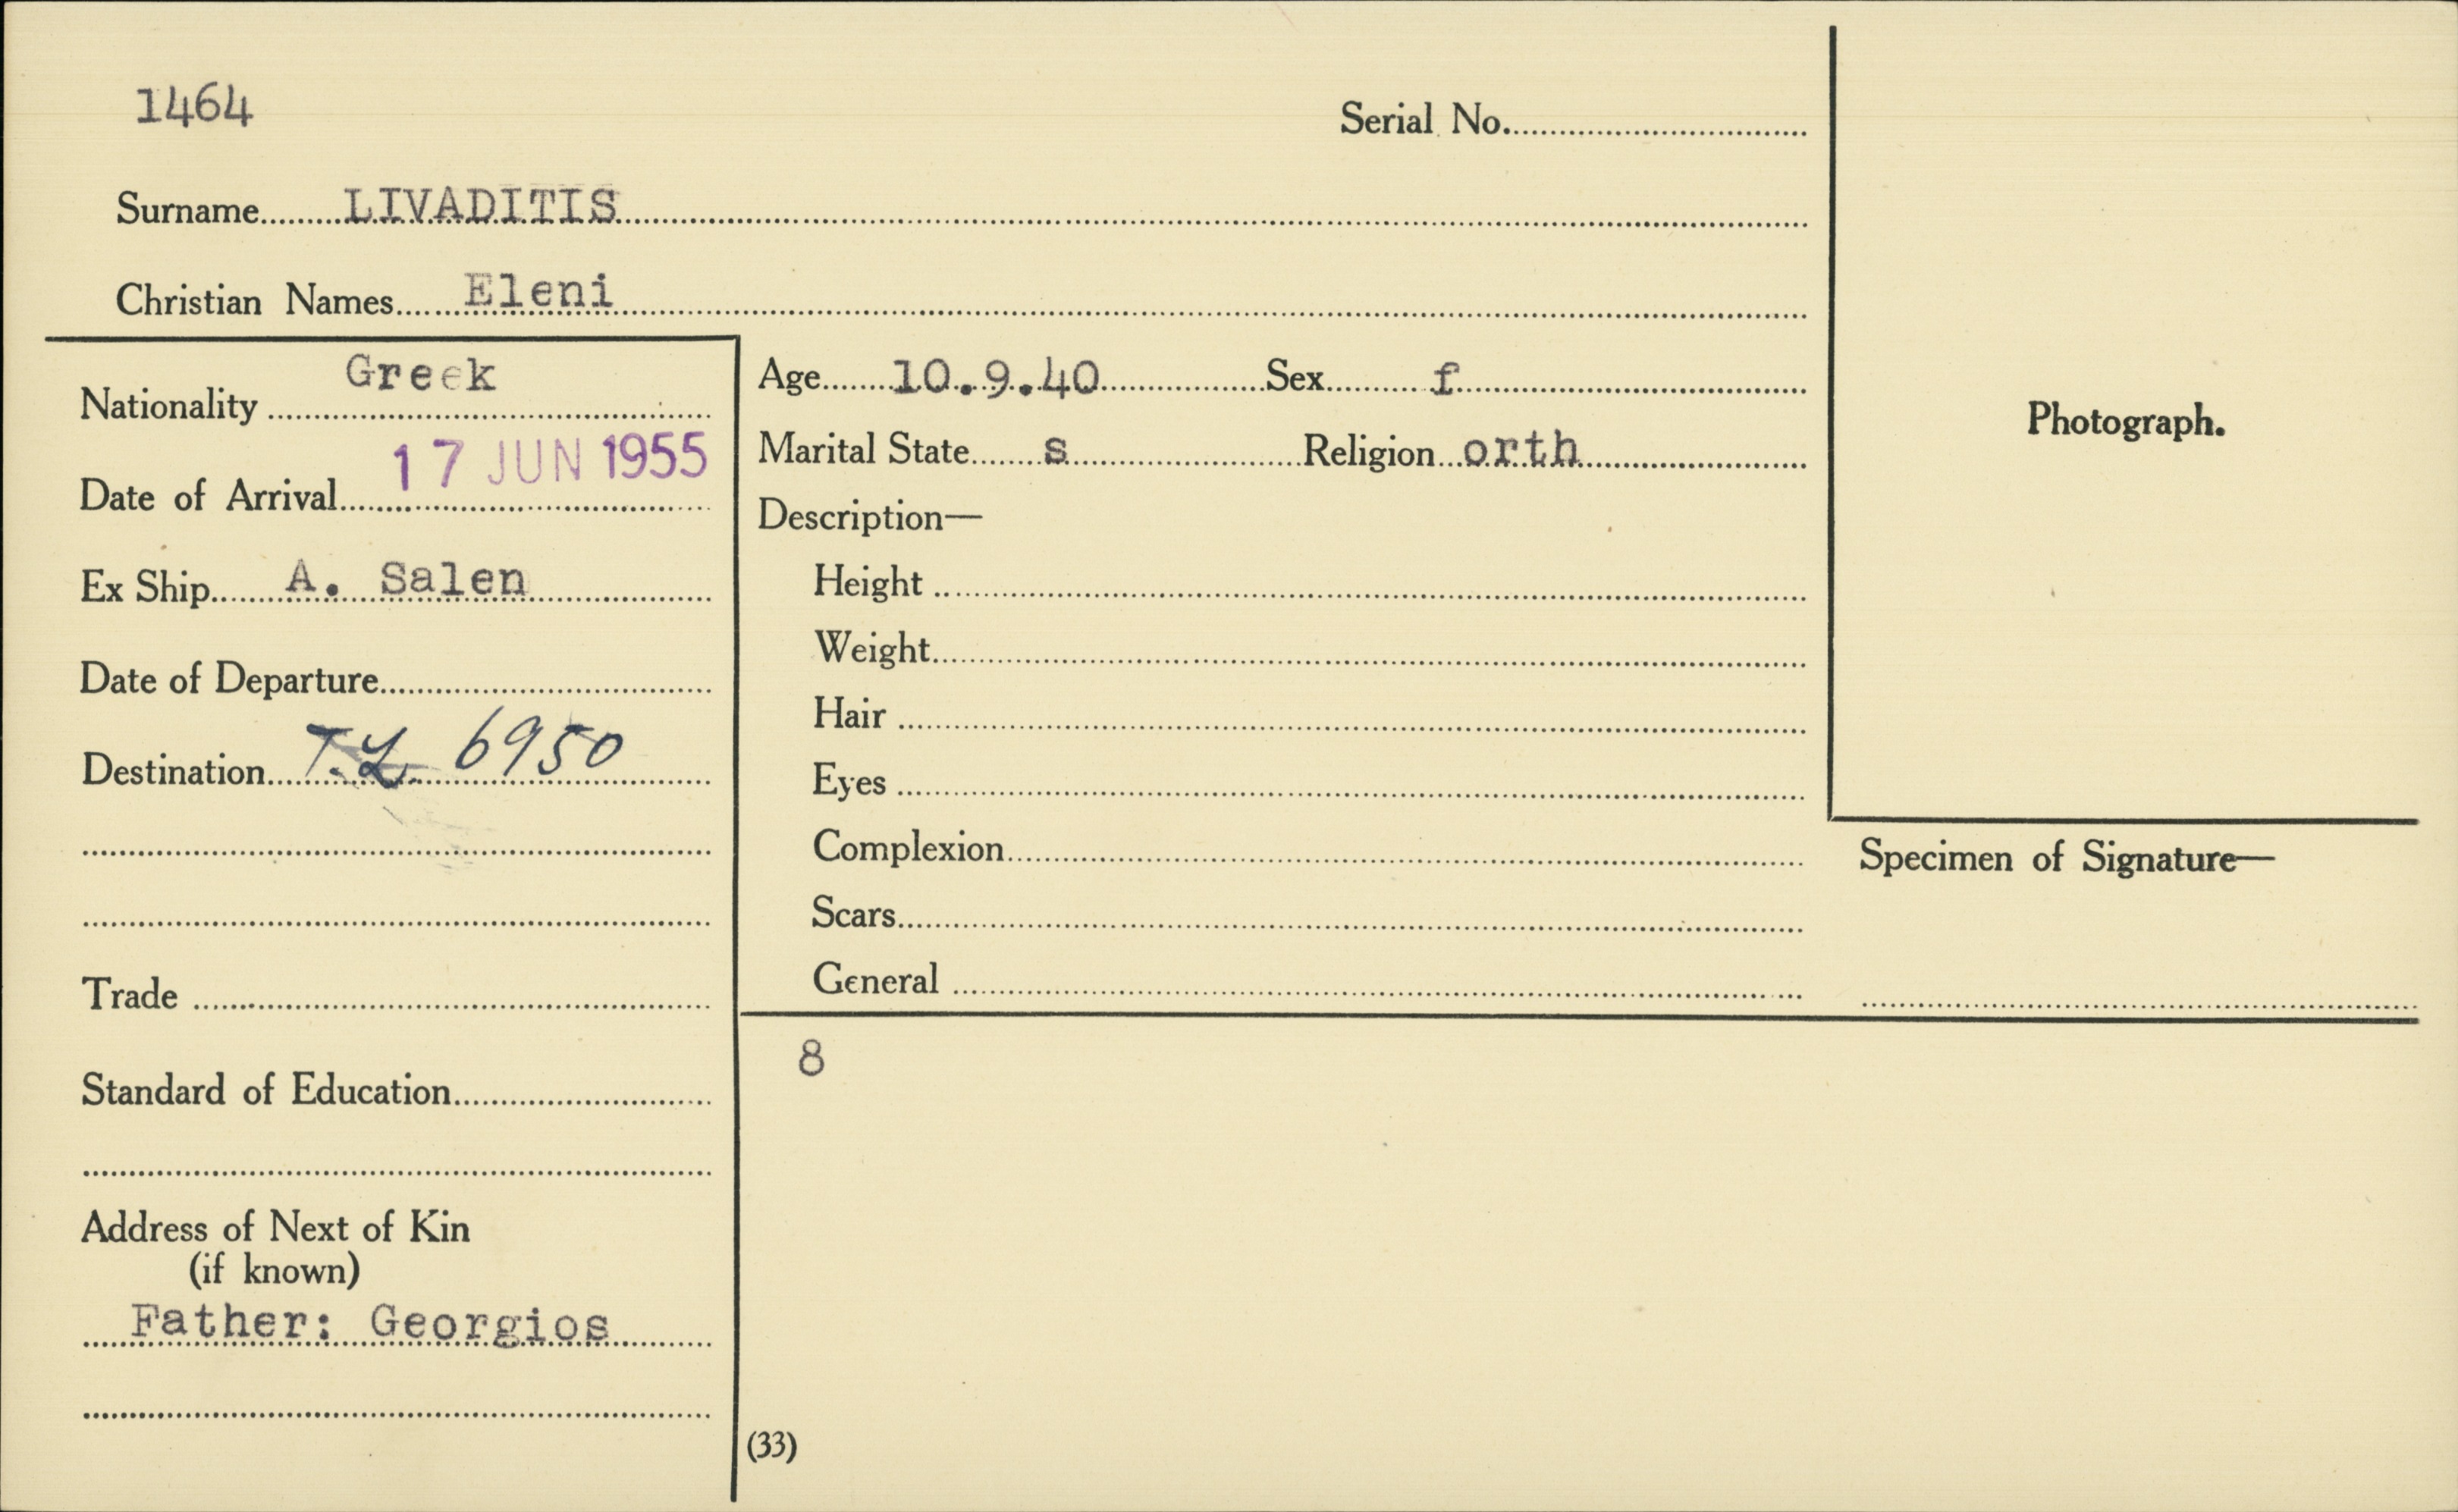 1464
Serial No.
Surname LIVADITIS
Christian Names Eleni
Nationality Greek
Date of Arrival 17 JUN 1955
Ex Ship A. Salen
Date of Departure
Destination T.L. 6950
Trade
Standard of Education
Address of Next of Kin
(if known)
Father: Georgios
Age 10.9.40 Sex f
Marital State s Religion orth
Description—
Height
Weight
Hair
Eyes
Complexion
Scars
General
8
(33)
Photograph.
Specimen of Signature—